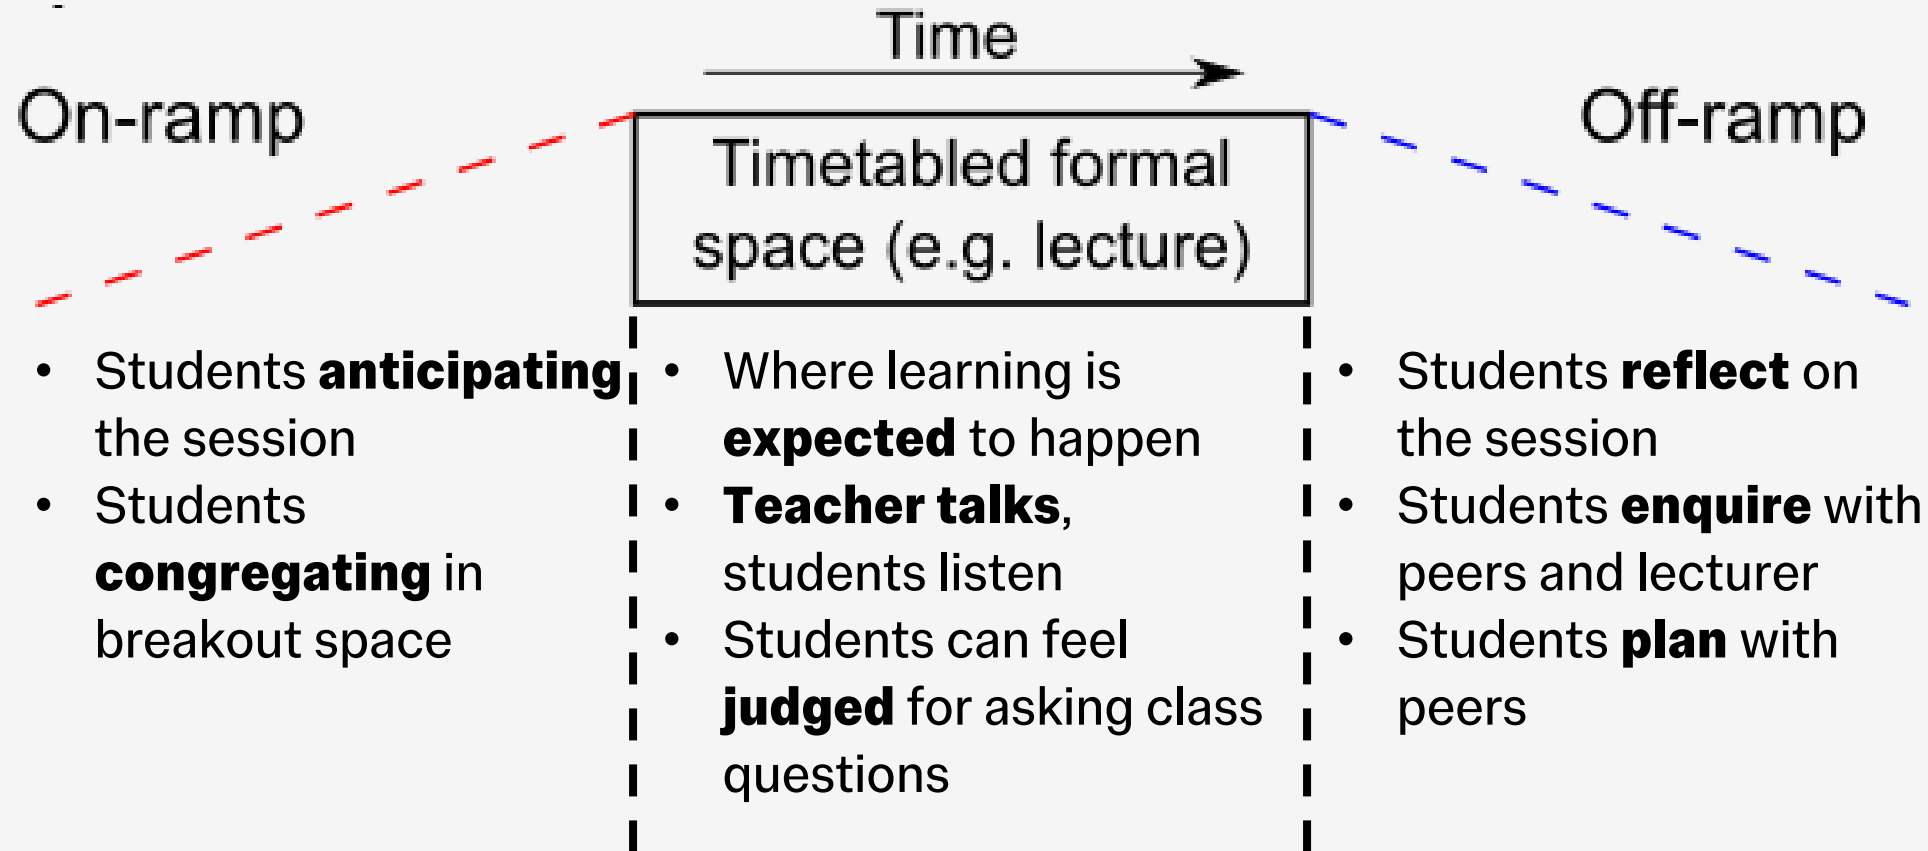 Time
On-ramp
Off-ramp
Timetabled formal
space (e.g. lecture)
• Students anticipating
the session
• Students
congregating in
breakout space
• Where learning is
expected to happen
• Teacher talks,
students listen
• Students can feel
judged for asking class
questions
• Students reflect on
the session
• Students enquire with
peers and lecturer
• Students plan with
peers